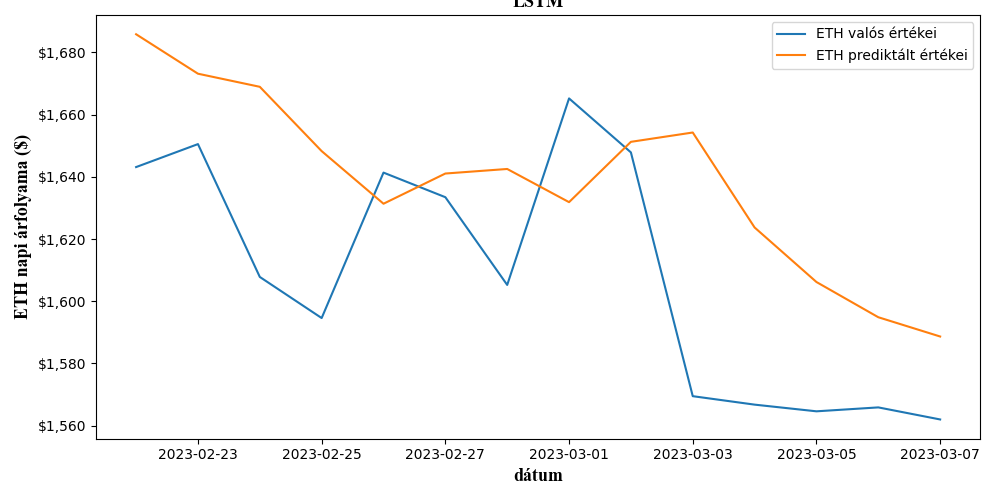 LSTM
ETH valós értékei
ETH prediktált értékei
ETH napi árfolyama ($)
$1,680
$1,660
$1,640
$1,620
$1,600
$1,580
$1,560
2023-02-23 2023-02-25 2023-02-27 2023-03-01 2023-03-03 2023-03-05 2023-03-07
dátum